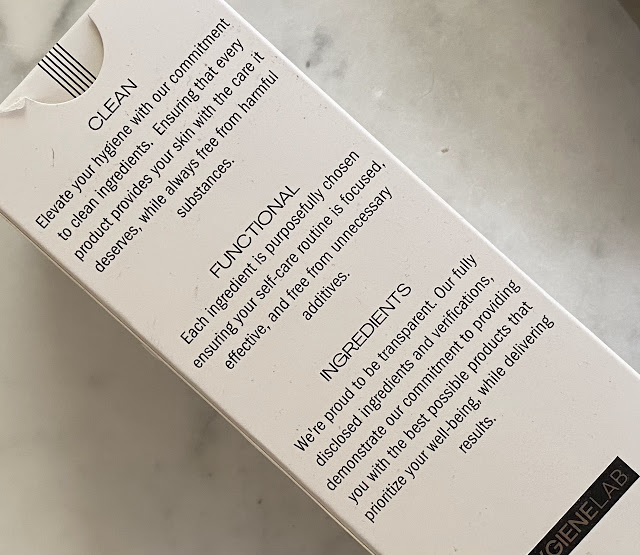 CLEAN
Elevate your hygiene with our commitment
to clean ingredients. Ensuring that every
product provides your skin with the care it
deserves, while always free from harmful
substances.
FUNCTIONAL
Each ingredient is purposefully chosen
ensuring your self-care routine is focused,
effective, and free from unnecessary
additives.
INGREDIENTS
We're proud to be transparent. Our fully
disclosed ingredients and verifications,
demonstrate our commitment to providing
you with the best possible products that
prioritize your well-being, while delivering
results.
GIENELAB